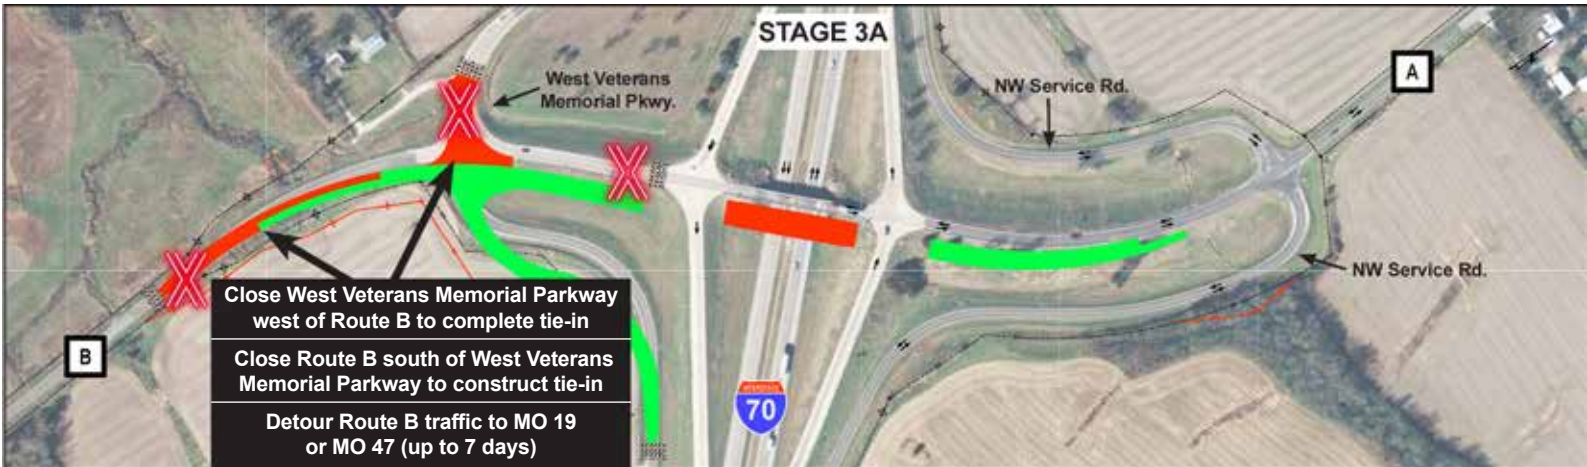 STAGE 3A
A
West Veterans
Memorial Pkwy.
NW Service Rd.
NW Service Rd.
Close West Veterans Memorial Parkway
west of Route B to complete tie-in
Close Route B south of West Veterans
Memorial Parkway to construct tie-in
Detour Route B traffic to MO 19
or MO 47 (up to 7 days)
B
INTERSTATE
70